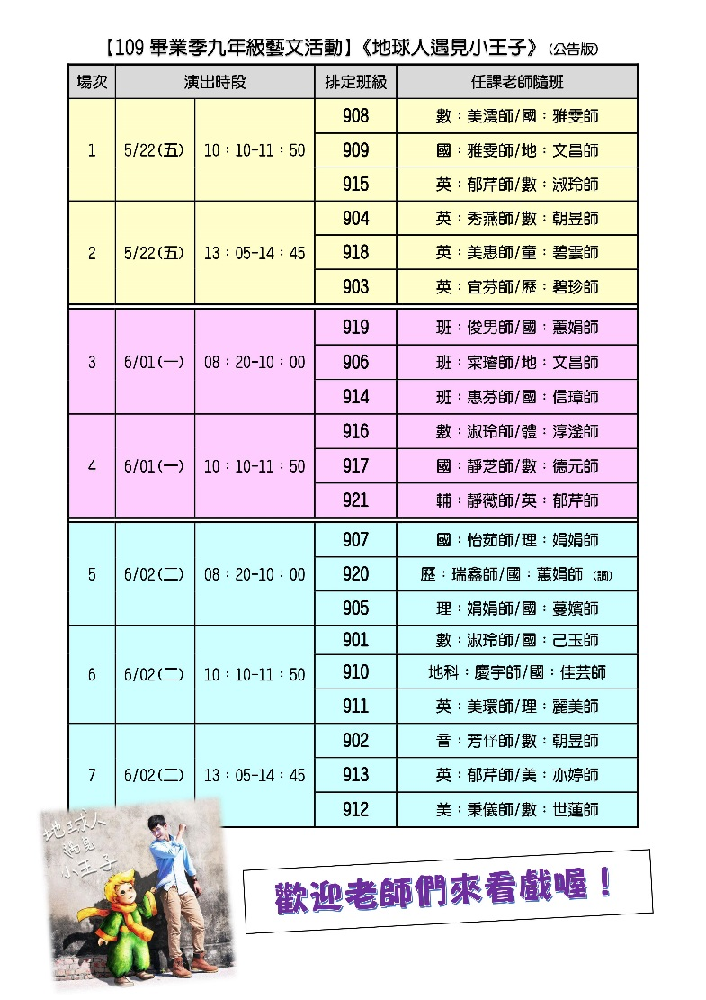 【109 畢業季九年級藝文活動】《地球人遇見小王子》(公告版)
場次 演出時段 排定班級 任課老師隨班
1 5/22(五) 10：10-11：50
908 數：美澐師/國：雅雯師
909 國：雅雯師/地：文昌師
915 英：郁芹師/數：淑玲師
2 5/22(五) 13：05-14：45
904 英：秀燕師/數：朝昱師
918 英：美惠師/童：碧雲師
903 英：宜芬師/歷：碧珍師
3 6/01(一) 08：20-10：00
919 班：俊男師/國：蕙娟師
906 班：寀璿師/地：文昌師
914 班：惠芬師/國：信璋師
4 6/01(一) 10：10-11：50
916 數：淑玲師/體：淳滏師
917 國：靜芝師/數：德元師
921 輔：靜薇師/英：郁芹師
5 6/02(二) 08：20-10：00
907 國：怡茹師/理：娟娟師
920 歷：瑞鑫師/國：蕙娟師 (調)
905 理：娟娟師/國：蔓嬪師
6 6/02(二) 10：10-11：50
901 數：淑玲師/國：己玉師
910 地科：慶宇師/國：佳芸師
911 英：美環師/理：麗美師
7 6/02(二) 13：05-14：45
902 音：芳伃師/數：朝昱師
913 英：郁芹師/美：亦婷師
912 美：秉儀師/數：世蓮師
地球人
遇見
小王子
歡迎老師們來看戲喔！